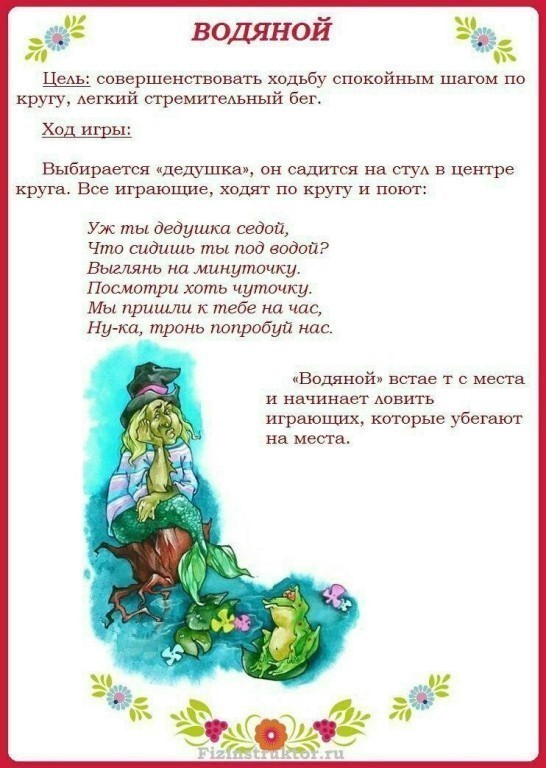 ВОДЯНОЙ
Цель: совершенствовать ходьбу спокойным шагом по
кругу, легкий стремительный бег.
Ход игры:
Выбирается «дедушка», он садится на стул в центре
круга. Все играющие, ходят по кругу и поют:
Уж ты дедушка седой,
Что сидишь ты под водой?
Выглянь на минуточку.
Посмотри хоть чуточку.
Мы пришли к тебе на час,
Ну-ка, тронь попробуй нас.
«Водяной» встае т с места
и начинает ловить
играющих, которые убегают
на места.
Fizinstruktor.ru